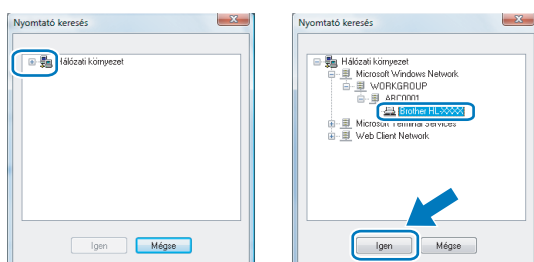 Nyomtató keresés
Hálózati környezet
Igen
Mégse
Nyomtató keresés
Hálózati környezet
Microsoft Windows Network
WORKGROUP
ABC0001
Brother HL-XXXX
Microsoft Terminal Services
Web Client Network
Igen
Mégse